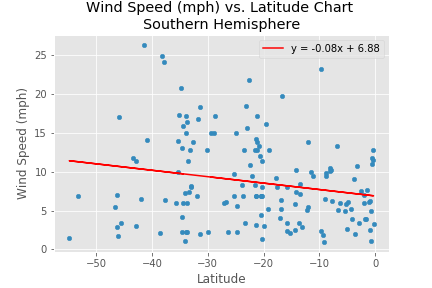 Wind Speed (mph) vs. Latitude Chart
Southern Hemisphere
y = -0.08x + 6.88
25
20
15
10
5
0
Wind Speed (mph)
−50
−40
−30
−20
−10
0
Latitude